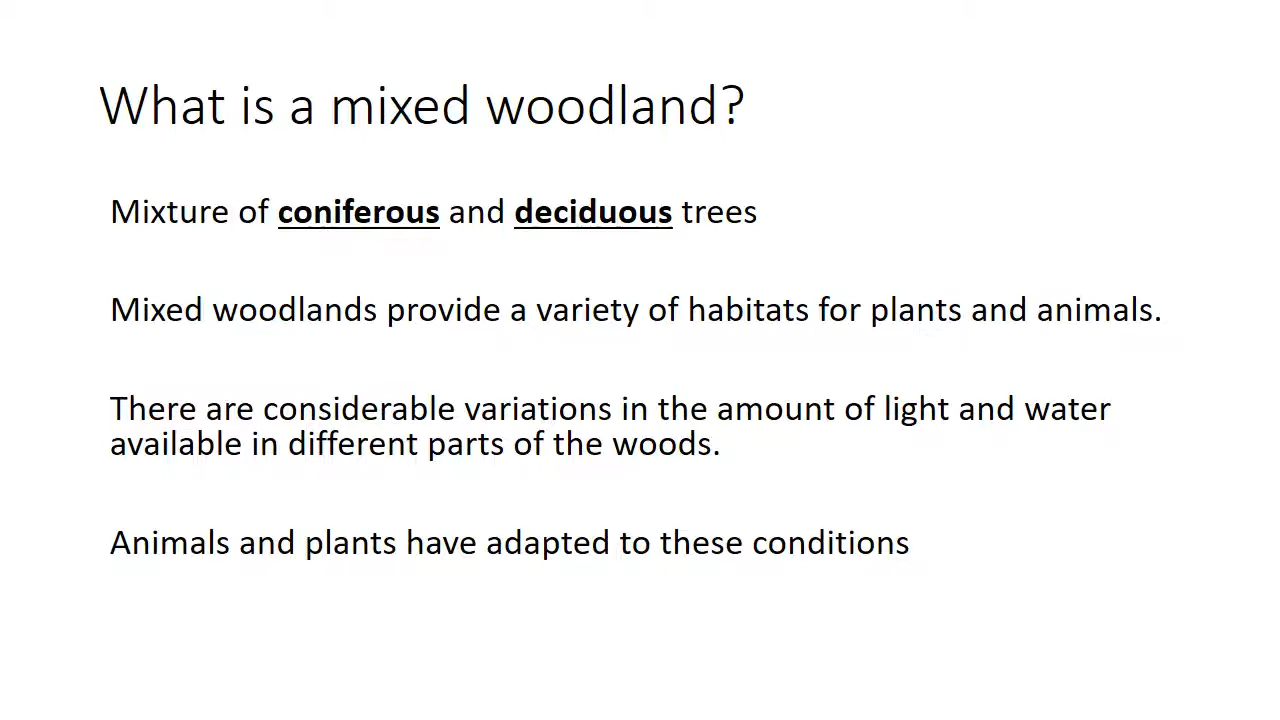 What is a mixed woodland?
Mixture of coniferous and deciduous trees
Mixed woodlands provide a variety of habitats for plants and animals.
There are considerable variations in the amount of light and water
available in different parts of the woods.
Animals and plants have adapted to these conditions